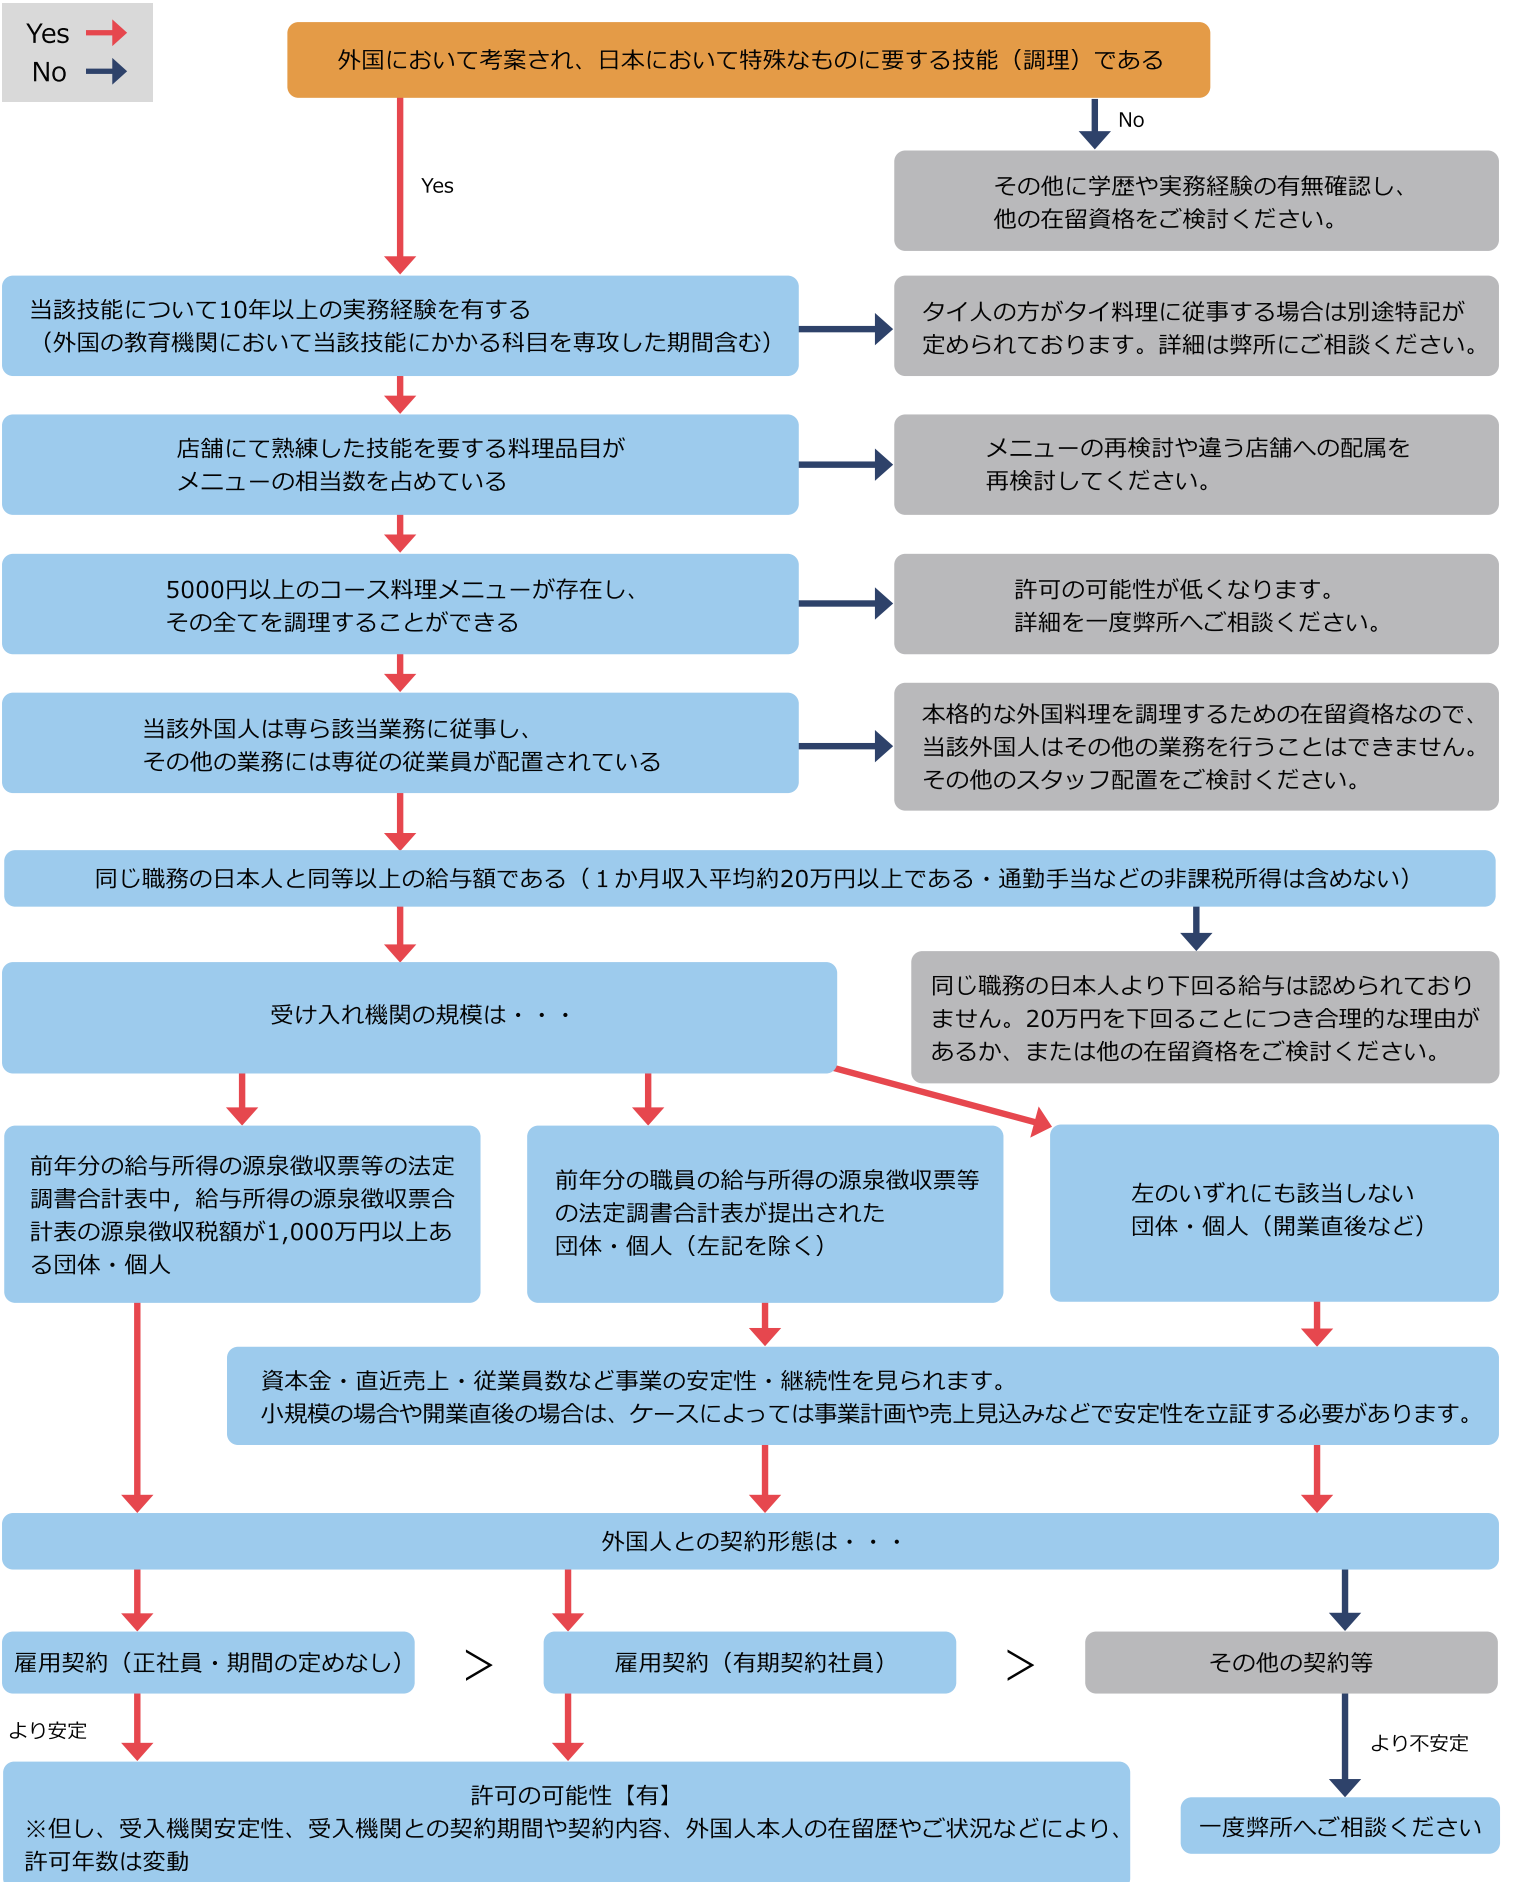 Yes
No
外国において考案され、日本において特殊なものに要する技能（調理）である
No
Yes
その他に学歴や実務経験の有無確認し、
他の在留資格をご検討ください。
当該技能について10年以上の実務経験を有する
（外国の教育機関において当該技能にかかる科目を専攻した期間含む）
タイ人の方がタイ料理に従事する場合は別途特記が
定められております。詳細は弊所にご相談ください。
店舗にて熟練した技能を要する料理品目が
メニューの相当数を占めている
メニューの再検討や違う店舗への配属を
再検討してください。
5000円以上のコース料理メニューが存在し、
その全てを調理することができる
許可の可能性が低くなります。
詳細を一度弊所へご相談ください。
当該外国人は専ら該当業務に従事し、
その他の業務には専従の従業員が配置されている
本格的な外国料理を調理するための在留資格なので、
当該外国人はその他の業務を行うことはできません。
その他のスタッフ配置をご検討ください。
同じ職務の日本人と同等以上の給与額である（１か月収入平均約20万円以上である・通勤手当などの非課税所得は含めない）
受け入れ機関の規模は・・・
同じ職務の日本人より下回る給与は認められており
ません。20万円を下回ることにつき合理的な理由が
あるか、または他の在留資格をご検討ください。
前年分の給与所得の源泉徴収票等の法定
調書合計表中，給与所得の源泉徴収票合
計表の源泉徴収税額が1,000万円以上あ
る団体・個人
前年分の職員の給与所得の源泉徴収票等
の法定調書合計表が提出された
団体・個人（左記を除く）
左のいずれにも該当しない
団体・個人（開業直後など）
資本金・直近売上・従業員数など事業の安定性・継続性を見られます。
小規模の場合や開業直後の場合は、ケースによっては事業計画や売上見込みなどで安定性を立証する必要があります。
外国人との契約形態は・・・
雇用契約（正社員・期間の定めなし）
＞
雇用契約（有期契約社員）
＞
その他の契約等
より安定
より不安定
許可の可能性【有】
※但し、受入機関安定性、受入機関との契約期間や契約内容、外国人本人の在留歴やご状況などにより、
許可年数は変動
一度弊所へご相談ください